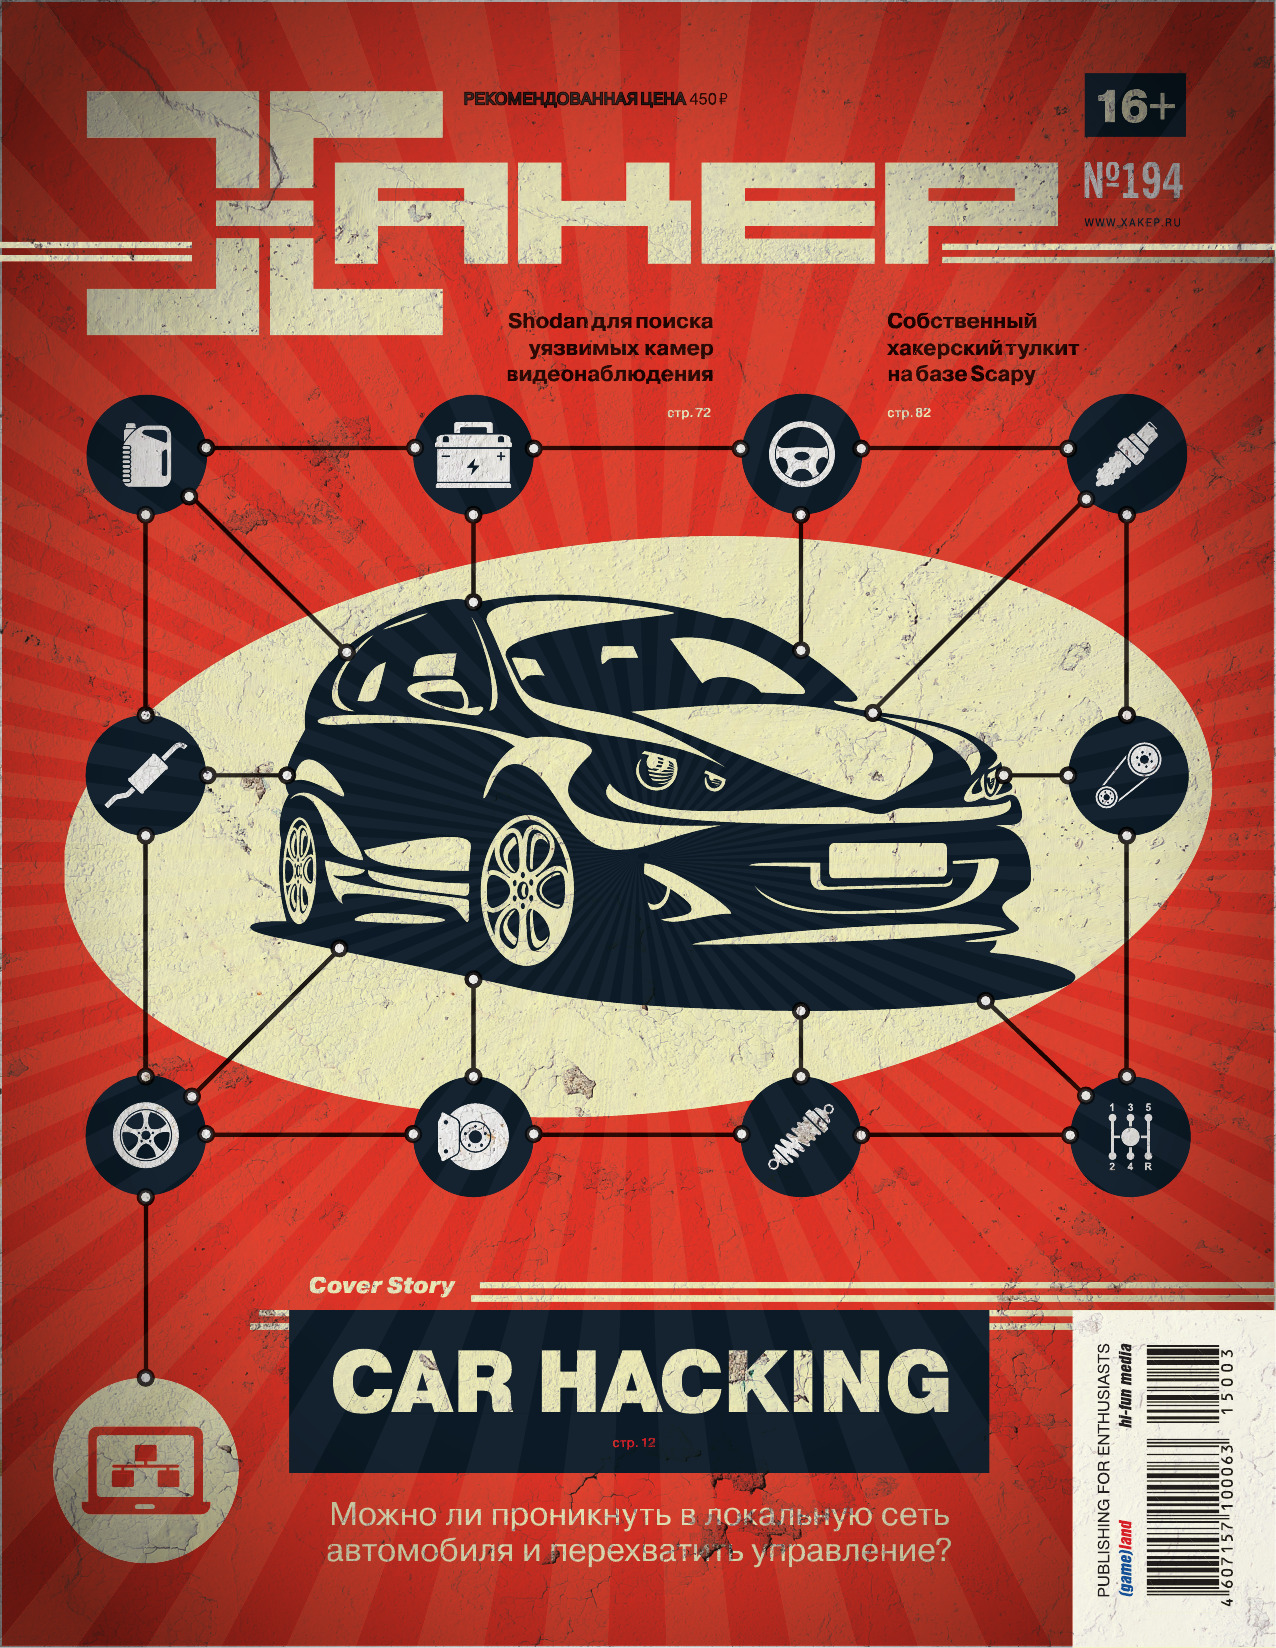 РЕКОМЕНДОВАННАЯ ЦЕНА 450 ₽
16+
ХАКЕР
№194
WWW.XAKEP.RU
Shodan для поиска
уязвимых камер
видеонаблюдения
стр. 72
Собственный
хакерский тулкит
на базе Scapy
стр. 82
1 3 5
2 4 R
Cover Story
CAR HACKING
стр. 12
Можно ли проникнуть в локальную сеть
автомобиля и перехватить управление?
PUBLISHING FOR ENTHUSIASTS
(game)land hi-fun media
4 607157 100063 15003